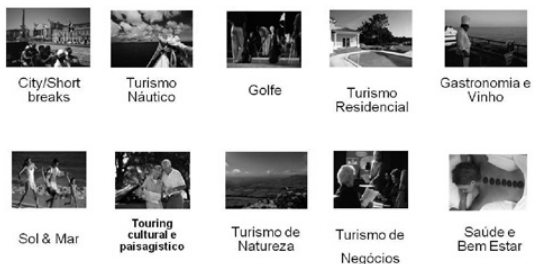 City/Short
breaks
Turismo
Náutico
Golfe
Turismo
Residencial
Gastronomia e
Vinho
Sol & Mar
Touring
cultural e
paisagístico
Turismo de
Natureza
Turismo de
Negócios
Saúde e
Bem Estar